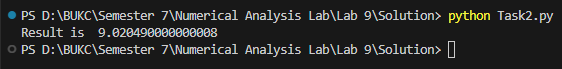 PS D:\BUKC\Semester 7\Numerical Analysis Lab\Lab 9\Solution> python Task2.py
Result is  9.020490000000008
PS D:\BUKC\Semester 7\Numerical Analysis Lab\Lab 9\Solution>